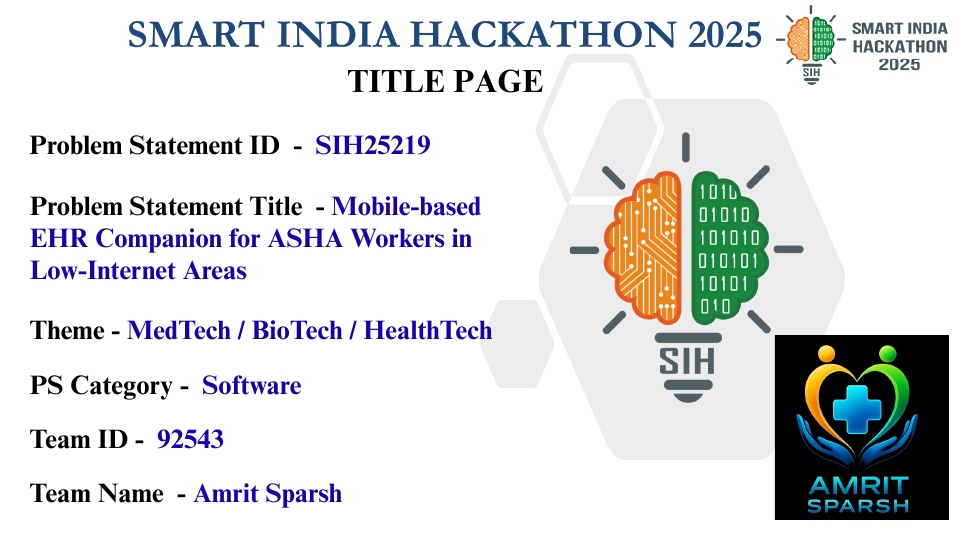 SMART INDIA HACKATHON 2025
SMART INDIA
HACKATHON
2025
SIH
TITLE PAGE
Problem Statement ID - SIH25219
Problem Statement Title - Mobile-based
EHR Companion for ASHA Workers in
Low-Internet Areas
Theme - MedTech / BioTech / HealthTech
PS Category - Software
Team ID - 92543
Team Name - Amrit Sparsh
1010
01010
101010
010101
10101
010
SIH
AMRIT
SPARSH